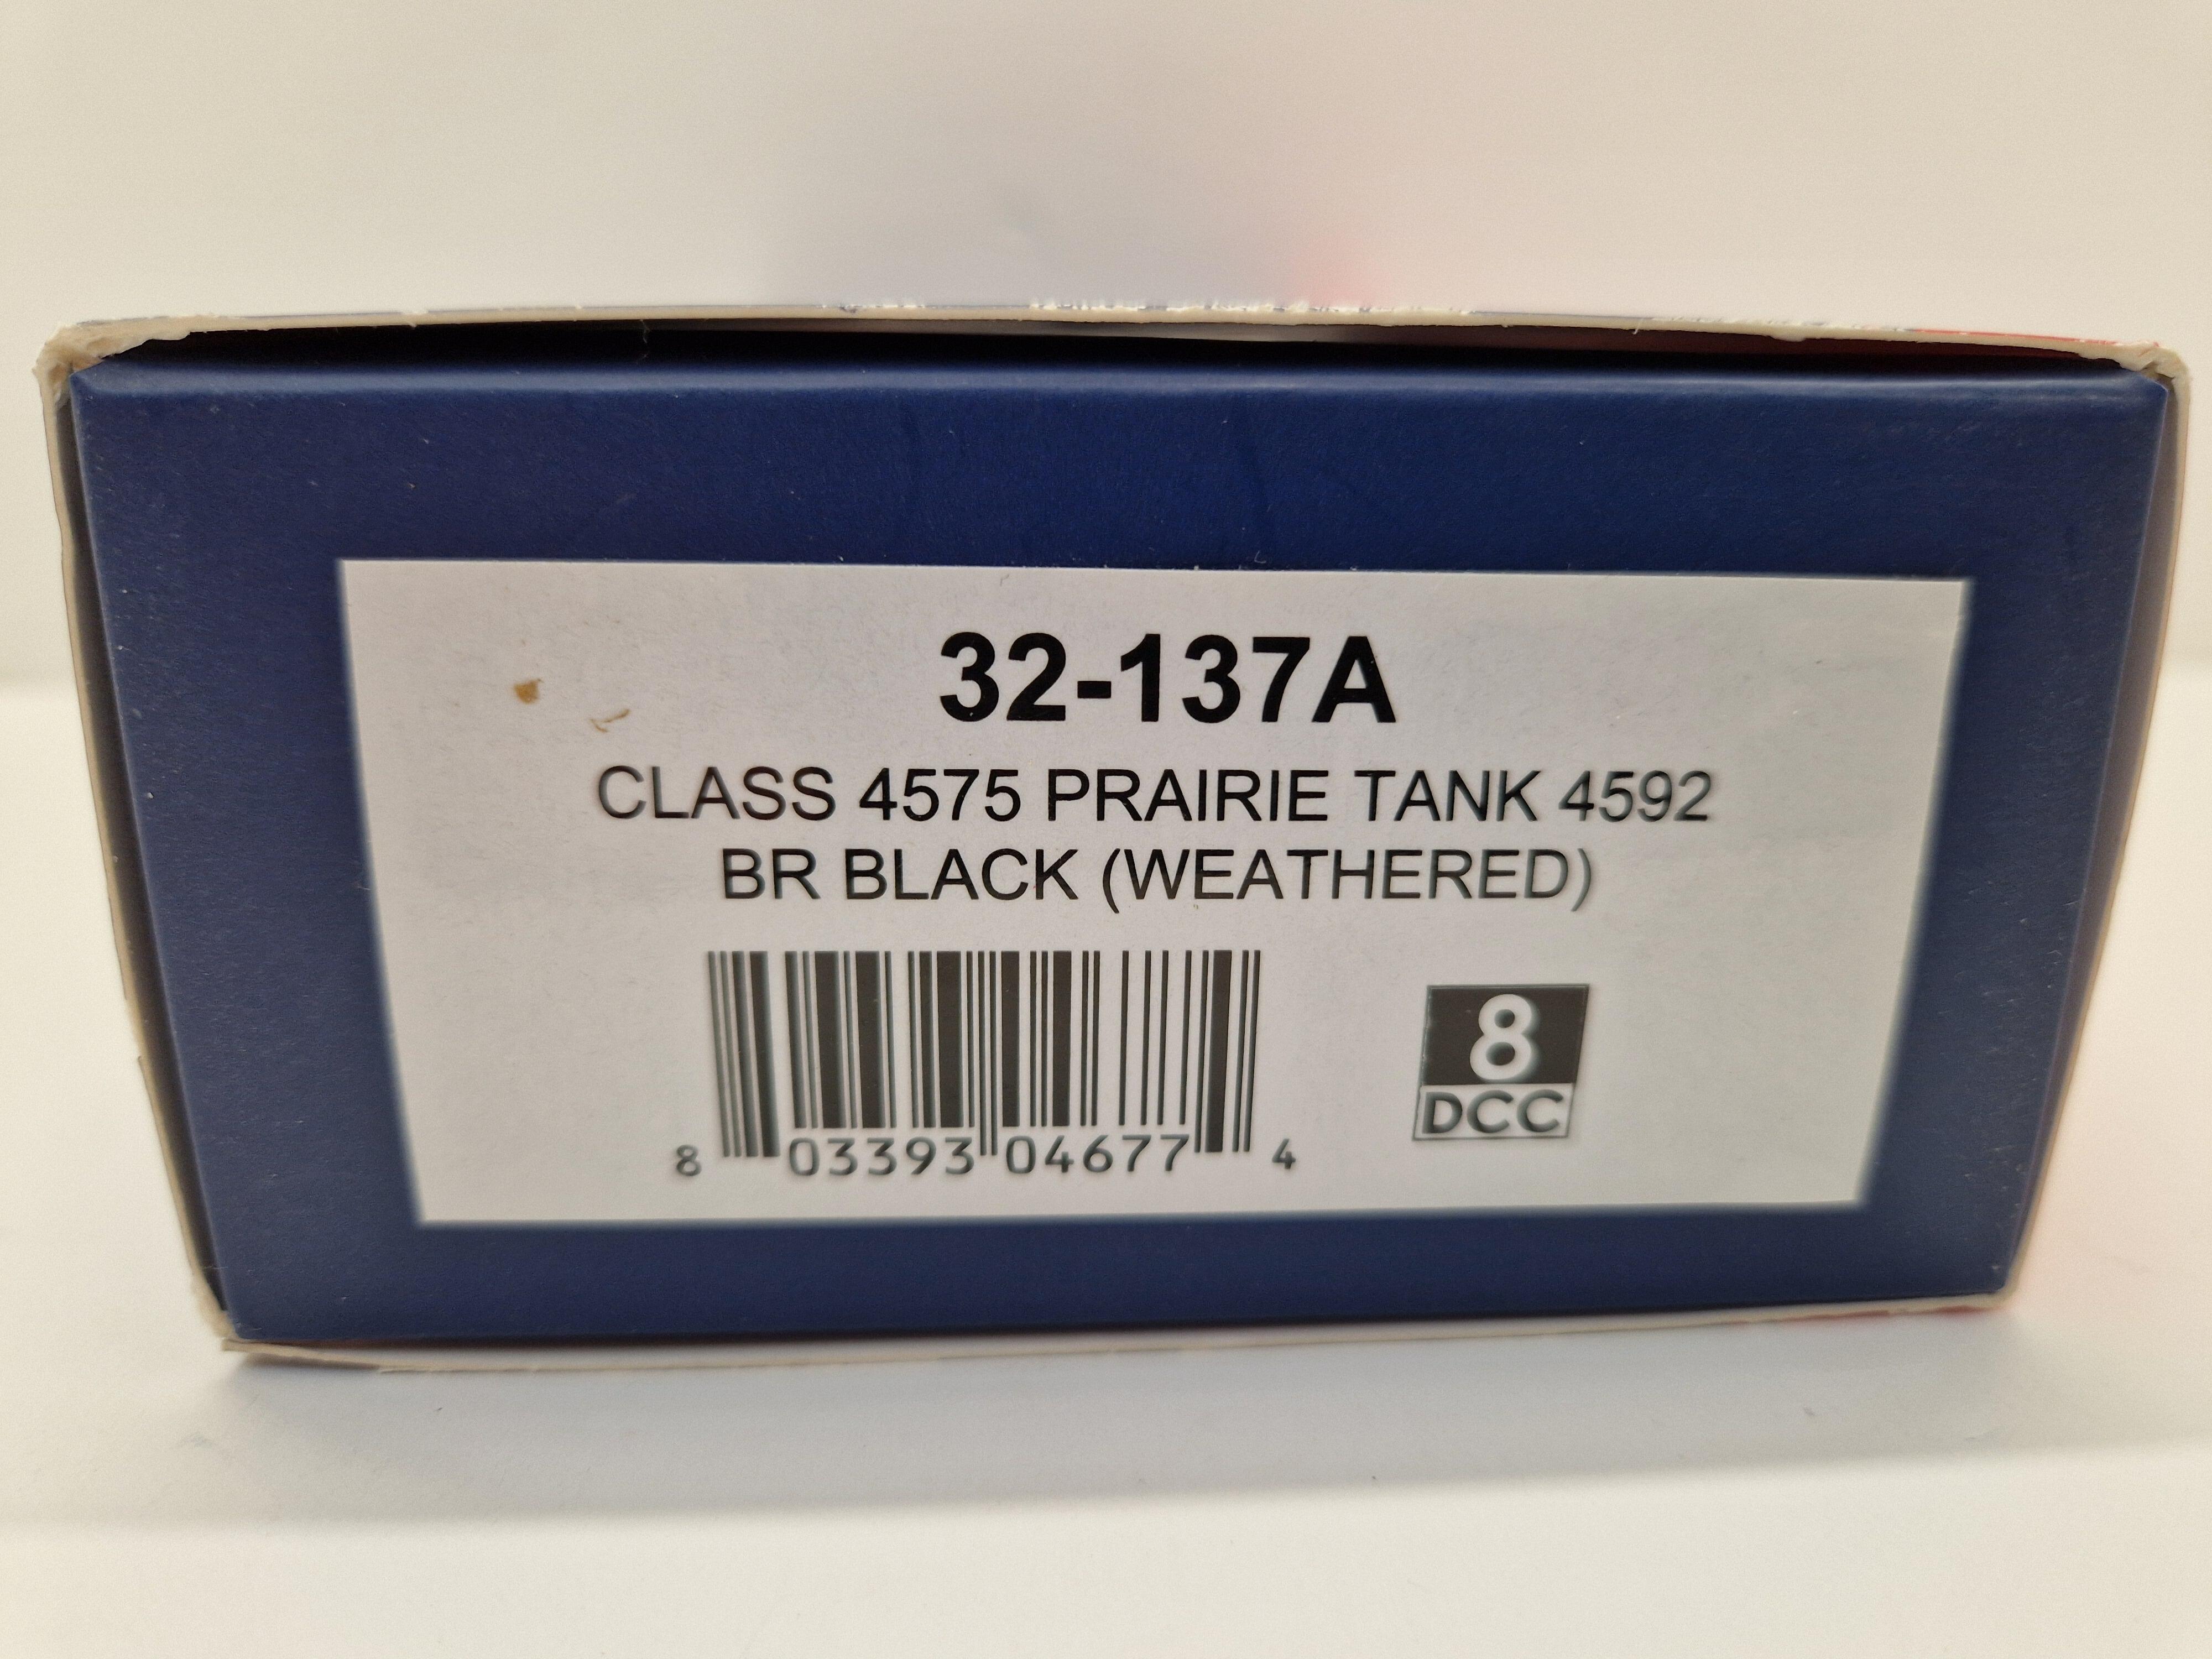 32-137A
CLASS 4575 PRAIRIE TANK 4592
BR BLACK (WEATHERED)
8 03393 04677 4
8
DCC